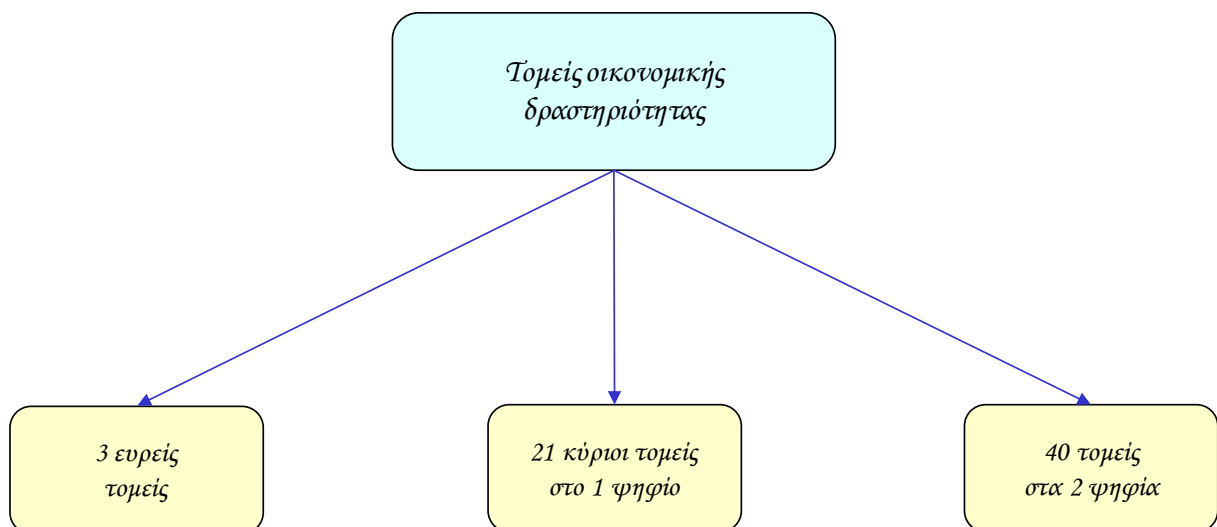 Τομείς οικονομικής
δραστηριότητας
3 ευρείς
τομείς
21 κύριοι τομείς
στο 1 ψηφίο
40 τομείς
στα 2 ψηφία